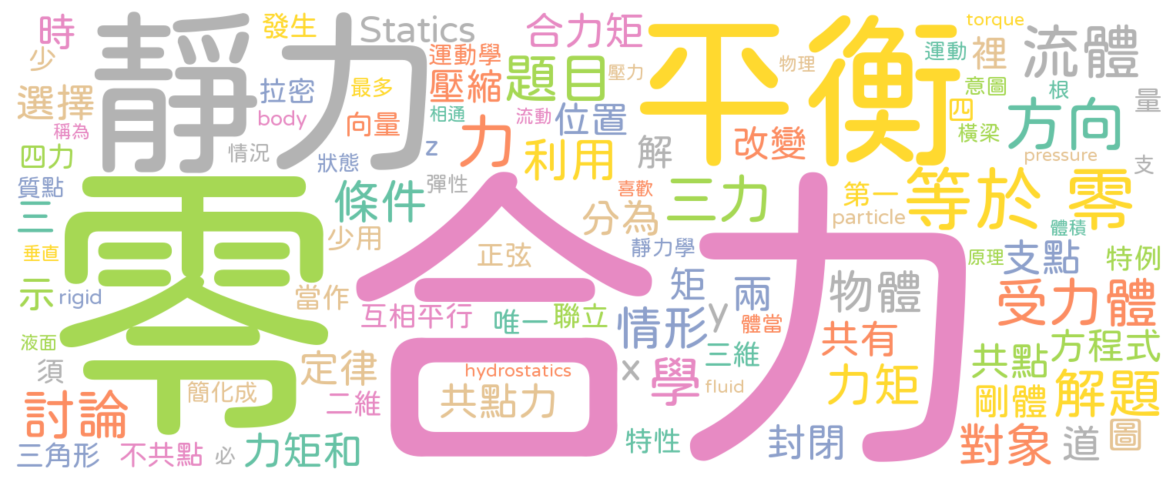 時
少
選擇
稱為
四力
質點
三
垂直
示
rigid
液面
須
討論
三角形
不共點
必
靜力
發生
Statics
拉密
body
情況
狀態
最多
向量
運動學
壓縮
相通
z
彈性
力
流動
題目
合力矩
壓力
位置
利用
解
平衡
物理
改變
torque
運動
裡
意圖
四
橫梁
根
流體
方向
量
pressure
支
零
條件
少用
當作
定律
簡化成
二維
力矩和
合力
正弦
互相平行
唯一
聯立
hydrostatics
共點力
特性
喜歡
分為
三力
靜力學
矩
兩
情形
y
體當
三維
x
學
fluid
封閉
第一
particle
等於
零
體積
物體
原理
支點
特例
受力體
共有
力矩
共點
方程式
剛體
解題
對象
道
圖